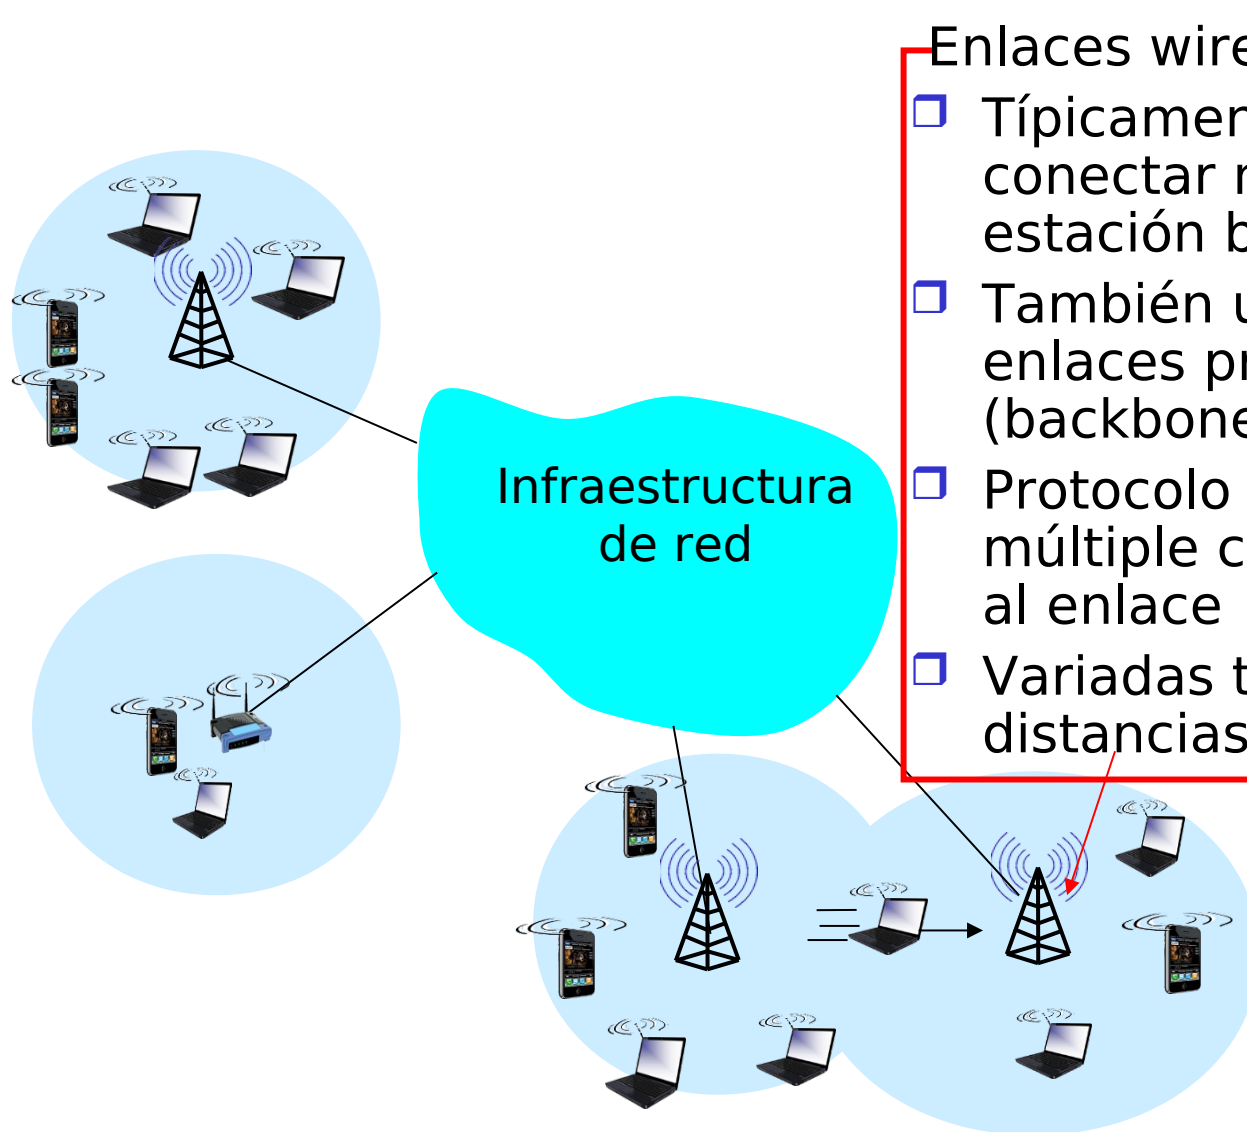 Enlaces wire
Típicamen
conectar
estación b
También u
enlaces pr
(backbone
Protocolo
múltiple c
al enlace
Variadas t
distancias
Infraestructura
de red